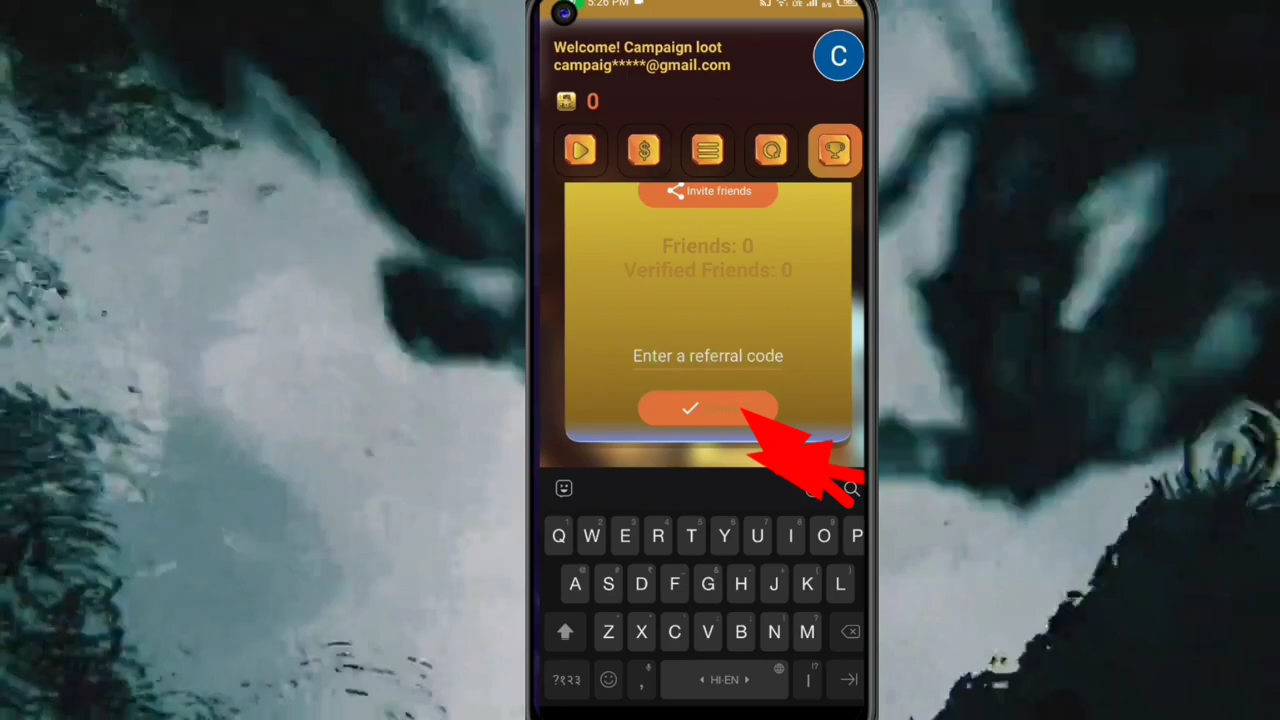 5:26 PM
Welcome! Campaign loot
campaig*****@gmail.com
C
0
Invite friends
Friends: 0
Verified Friends: 0
Enter a referral code
Q W E R T Y U I O P
A S D F G H J K L
Z X C V B N M
?१२३ , HI-EN !?